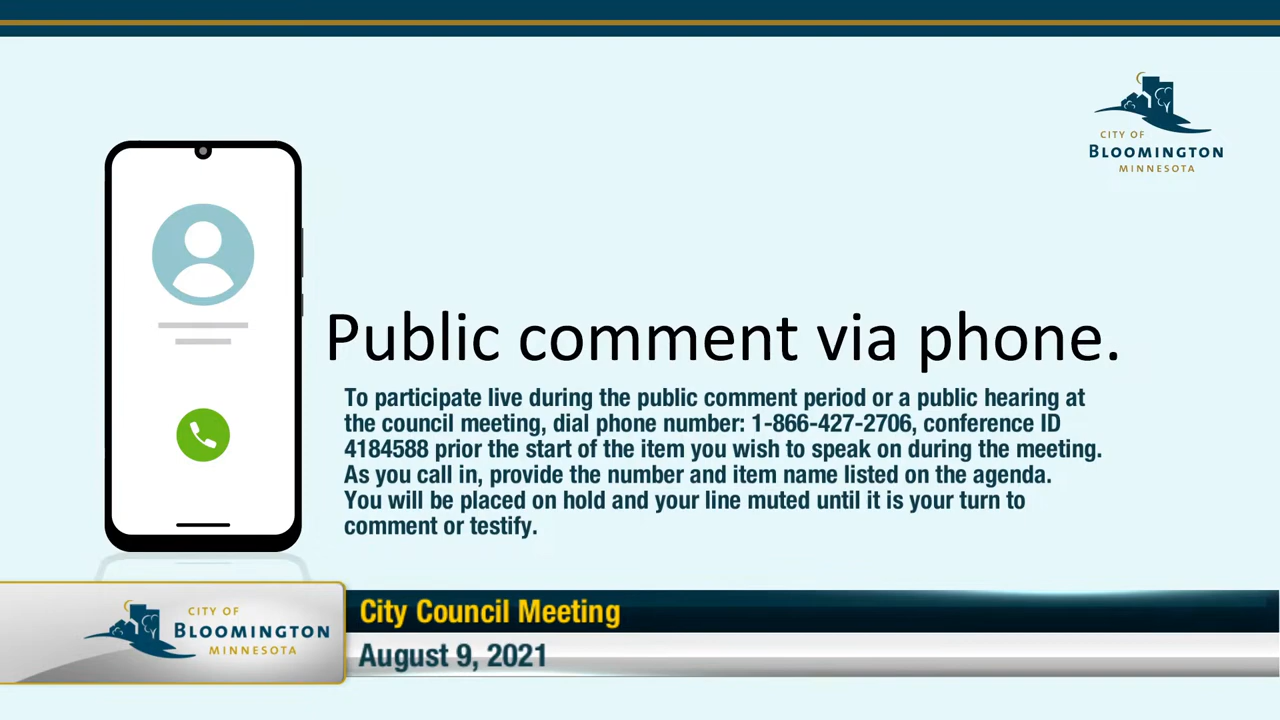 CITY OF
BLOOMINGTON
MINNESOTA
Public comment via phone.
To participate live during the public comment period or a public hearing at
the council meeting, dial phone number: 1-866-427-2706, conference ID
4184588 prior the start of the item you wish to speak on during the meeting.
As you call in, provide the number and item name listed on the agenda.
You will be placed on hold and your line muted until it is your turn to
comment or testify.
CITY OF
BLOOMINGTON
MINNESOTA
City Council Meeting
August 9, 2021